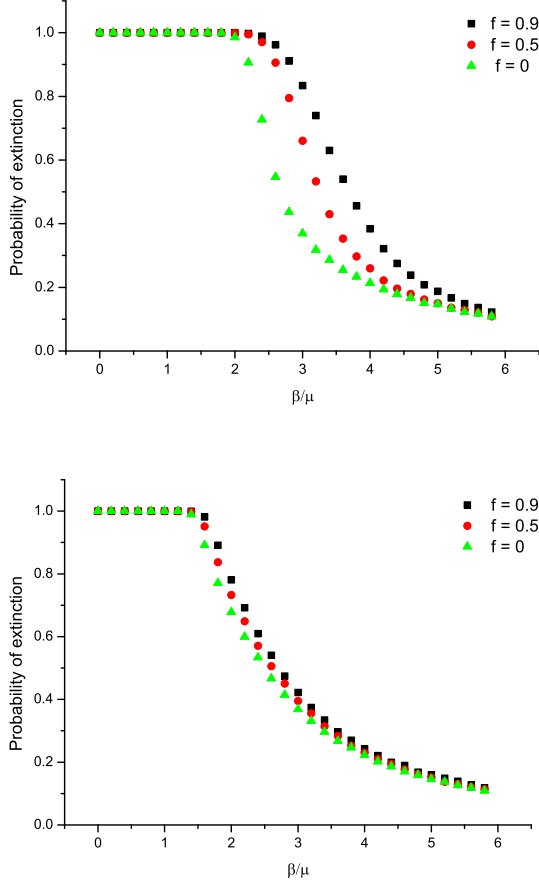 1.0
0.8
0.6
0.4
0.2
0.0
Probability of extinction
f = 0.9
f = 0.5
f = 0
0 1 2 3 4 5 6
β/μ
1.0
0.8
0.6
0.4
0.2
0.0
Probability of extinction
f = 0.9
f = 0.5
f = 0
0 1 2 3 4 5 6
β/μ